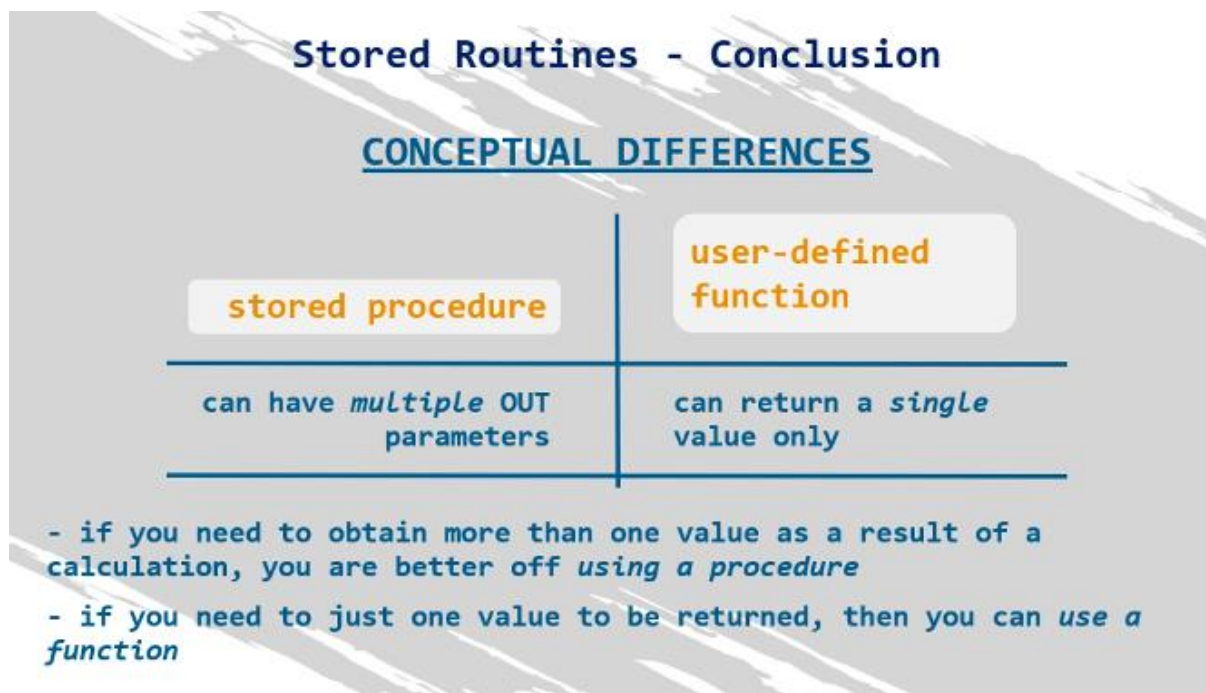 Stored Routines - Conclusion
CONCEPTUAL DIFFERENCES
stored procedure
user-defined
function
can have multiple OUT
parameters
can return a single
value only
- if you need to obtain more than one value as a result of a
calculation, you are better off using a procedure
- if you need to just one value to be returned, then you can use a
function